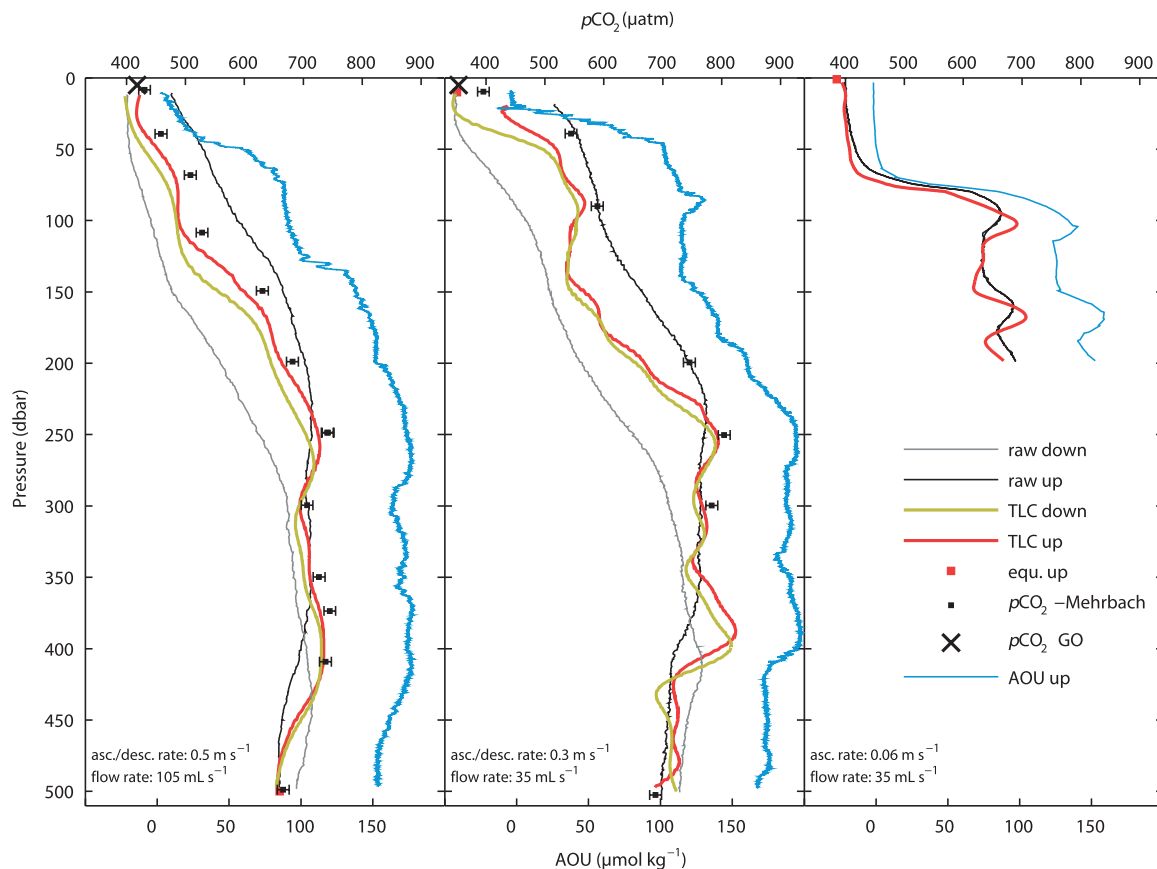 pCO2 (µatm)
400 500 600 700 800 900
400 500 600 700 800 900
400 500 600 700 800 900
0
50
100
150
200
250
300
350
400
450
500
Pressure (dbar)
raw down
raw up
TLC down
TLC up
equ. up
pCO2 −Mehrbach
pCO2 GO
AOU up
asc./desc. rate: 0.5 m s−1
flow rate: 105 mL s−1
asc./desc. rate: 0.3 m s−1
flow rate: 35 mL s−1
asc. rate: 0.06 m s−1
flow rate: 35 mL s−1
0 50 100 150
0 50 100 150
0 50 100 150
AOU (µmol kg−1)